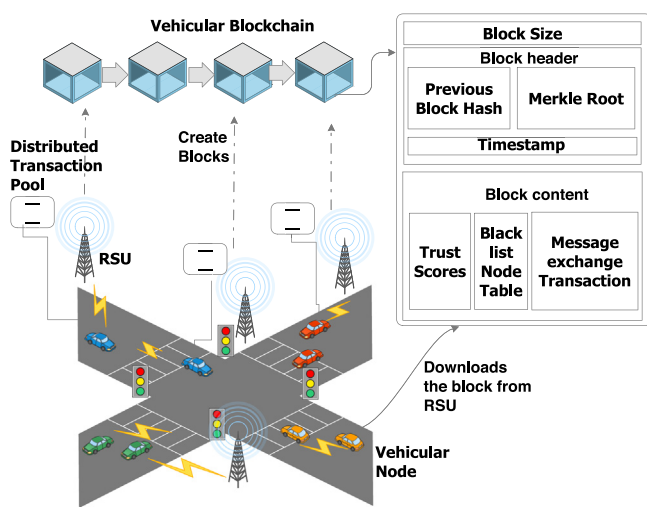 Vehicular Blockchain
Block Size
Block header
Previous
Block Hash
Merkle Root
Timestamp
Block content
Trust
Scores
Black
list
Node
Table
Message
exchange
Transaction
Distributed
Transaction
Pool
Create
Blocks
RSU
Downloads
the block from
RSU
Vehicular
Node